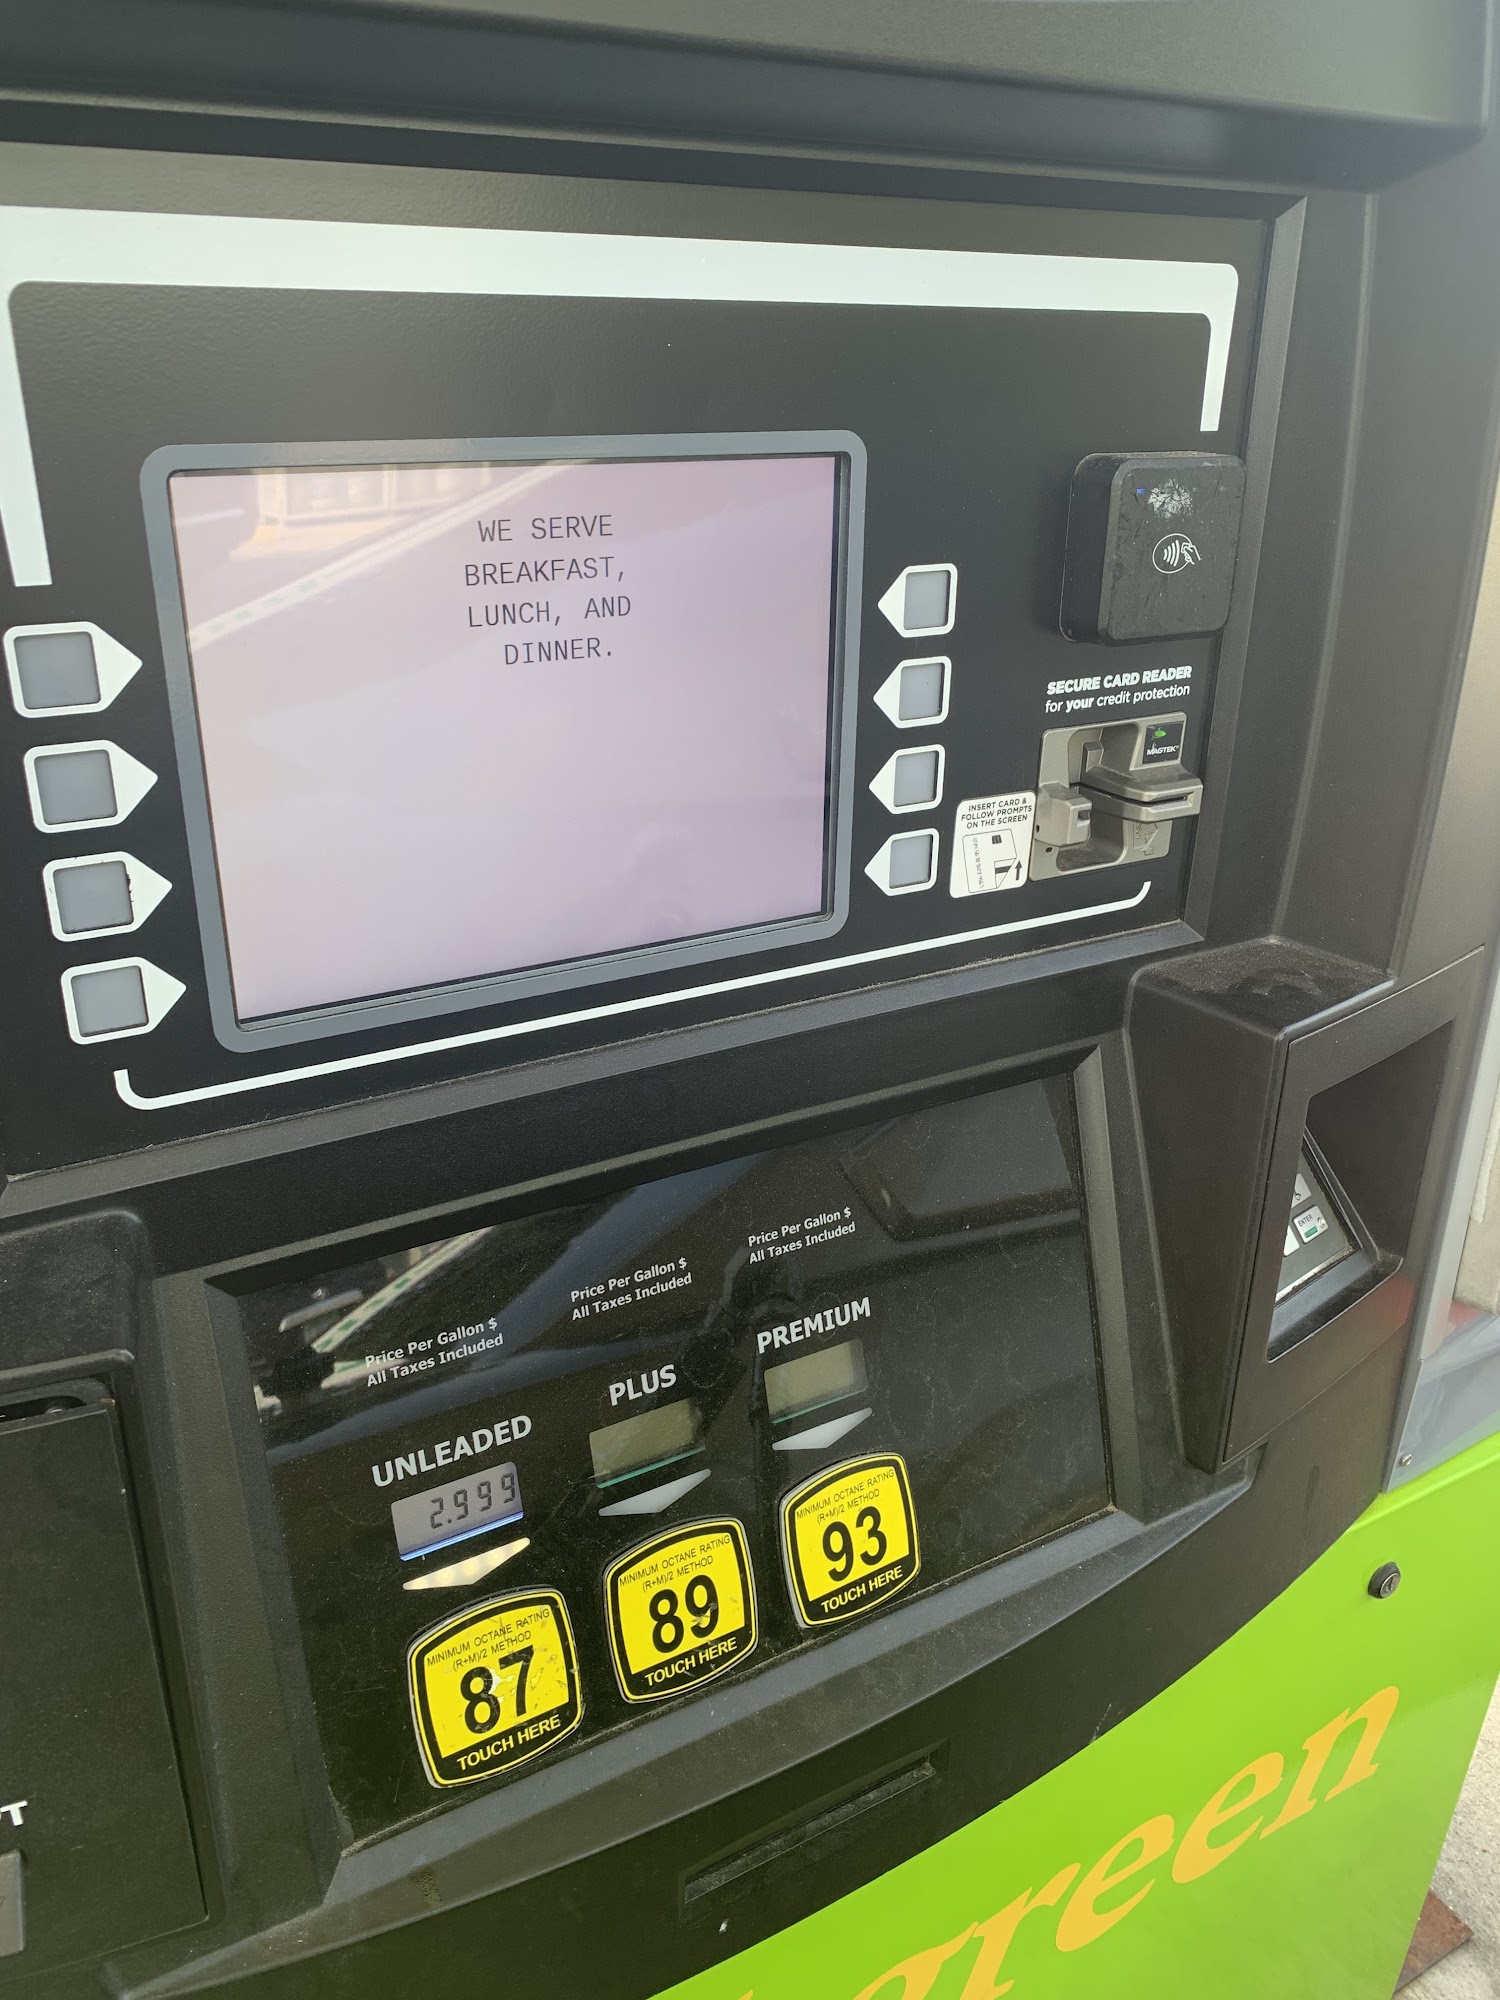 WE SERVE
BREAKFAST,
LUNCH, AND
DINNER.
SECURE CARD READER
for your credit protection
MAGTEK
INSERT CARD &
FOLLOW PROMPTS
ON THE SCREEN
ENTER
Price Per Gallon $
All Taxes Included
Price Per Gallon $
All Taxes Included
Price Per Gallon $
All Taxes Included
UNLEADED
PLUS
PREMIUM
2.999
MINIMUM OCTANE RATING
(R+M)/2 METHOD
87
TOUCH HERE
MINIMUM OCTANE RATING
(R+M)/2 METHOD
89
TOUCH HERE
MINIMUM OCTANE RATING
(R+M)/2 METHOD
93
TOUCH HERE
green